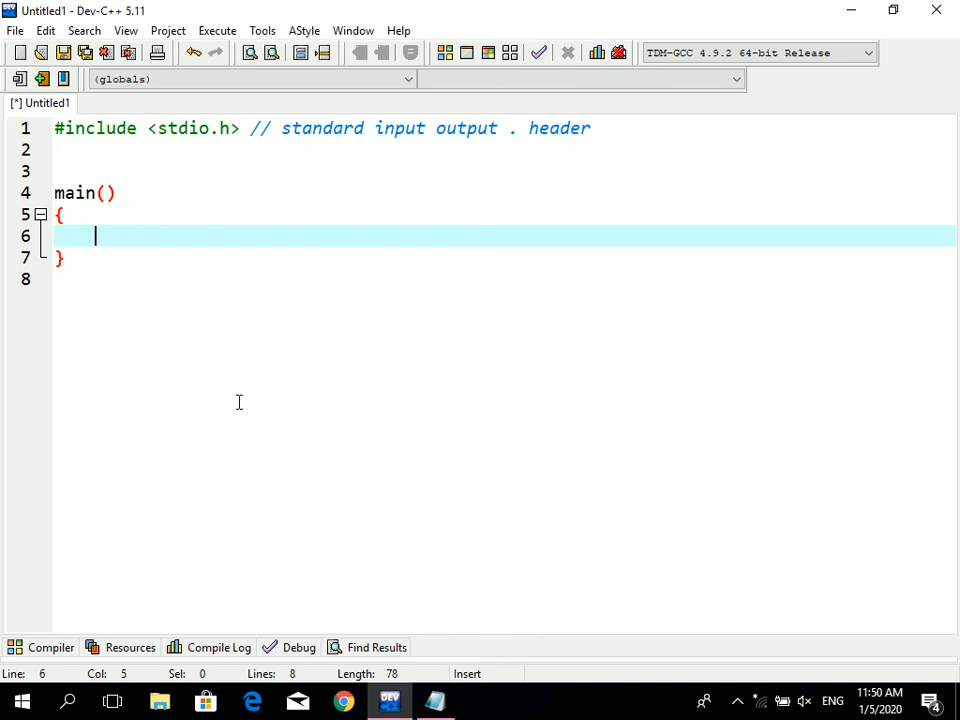 Untitled1 - Dev-C++ 5.11
File Edit Search View Project Execute Tools AStyle Window Help
TDM-GCC 4.9.2 64-bit Release
(globals)
[*] Untitled1
1 #include <stdio.h> // standard input output . header
2
3
4 main()
5 {
6
7 }
8
Compiler Resources Compile Log Debug Find Results
Line: 6 Col: 5 Sel: 0 Lines: 8 Length: 78 Insert
DEV
ENG
11:50 AM
1/5/2020
4